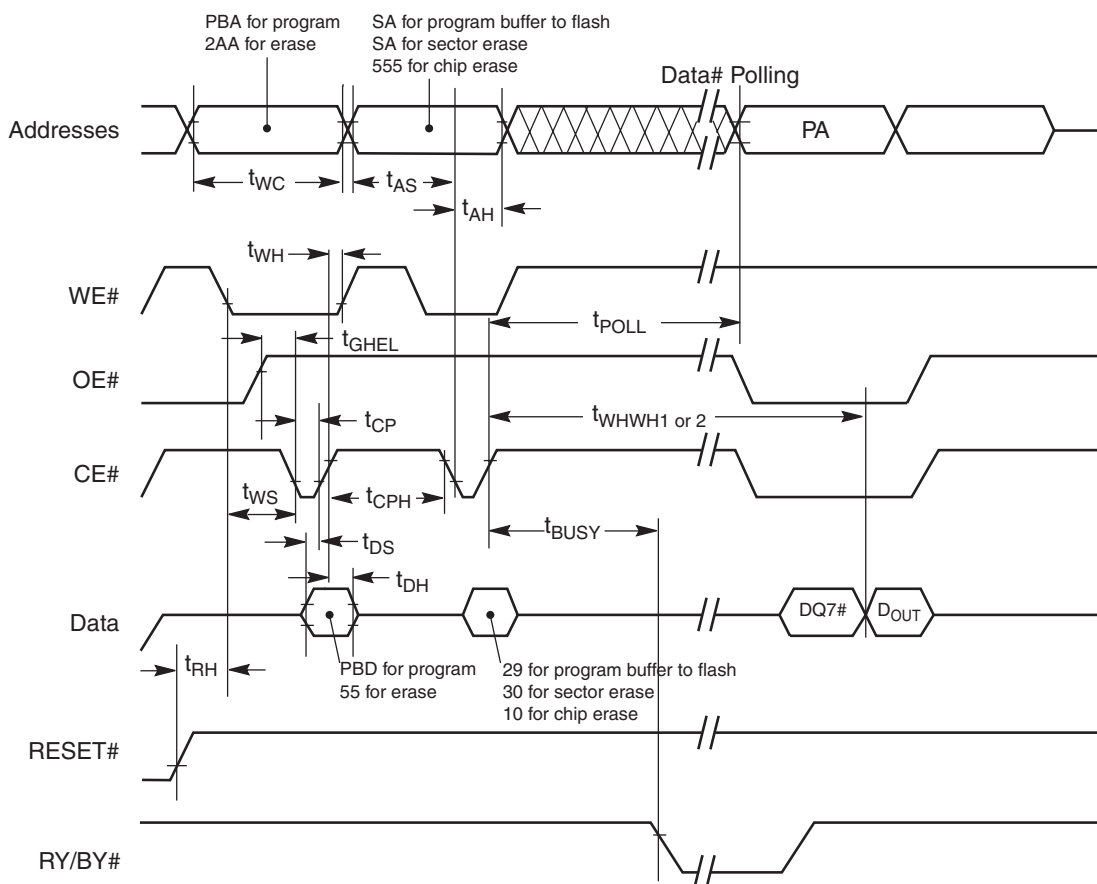 PBA for program
2AA for erase
SA for program buffer to flash
SA for sector erase
555 for chip erase
Data# Polling
Addresses
PA
tWC
tAS
tAH
tWH
WE#
tPOLL
tGHEL
OE#
tWHWH1 or 2
tCP
CE#
tWS
tCPH
tBUSY
tDS
tDH
Data
DQ7#
DOUT
tRH
PBD for program
55 for erase
29 for program buffer to flash
30 for sector erase
10 for chip erase
RESET#
RY/BY#